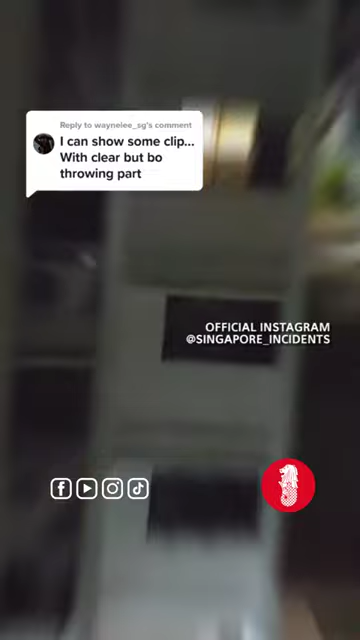 Reply to waynelee_sg's comment
I can show some clip...
With clear but bo
throwing part
OFFICIAL INSTAGRAM
@SINGAPORE_INCIDENTS